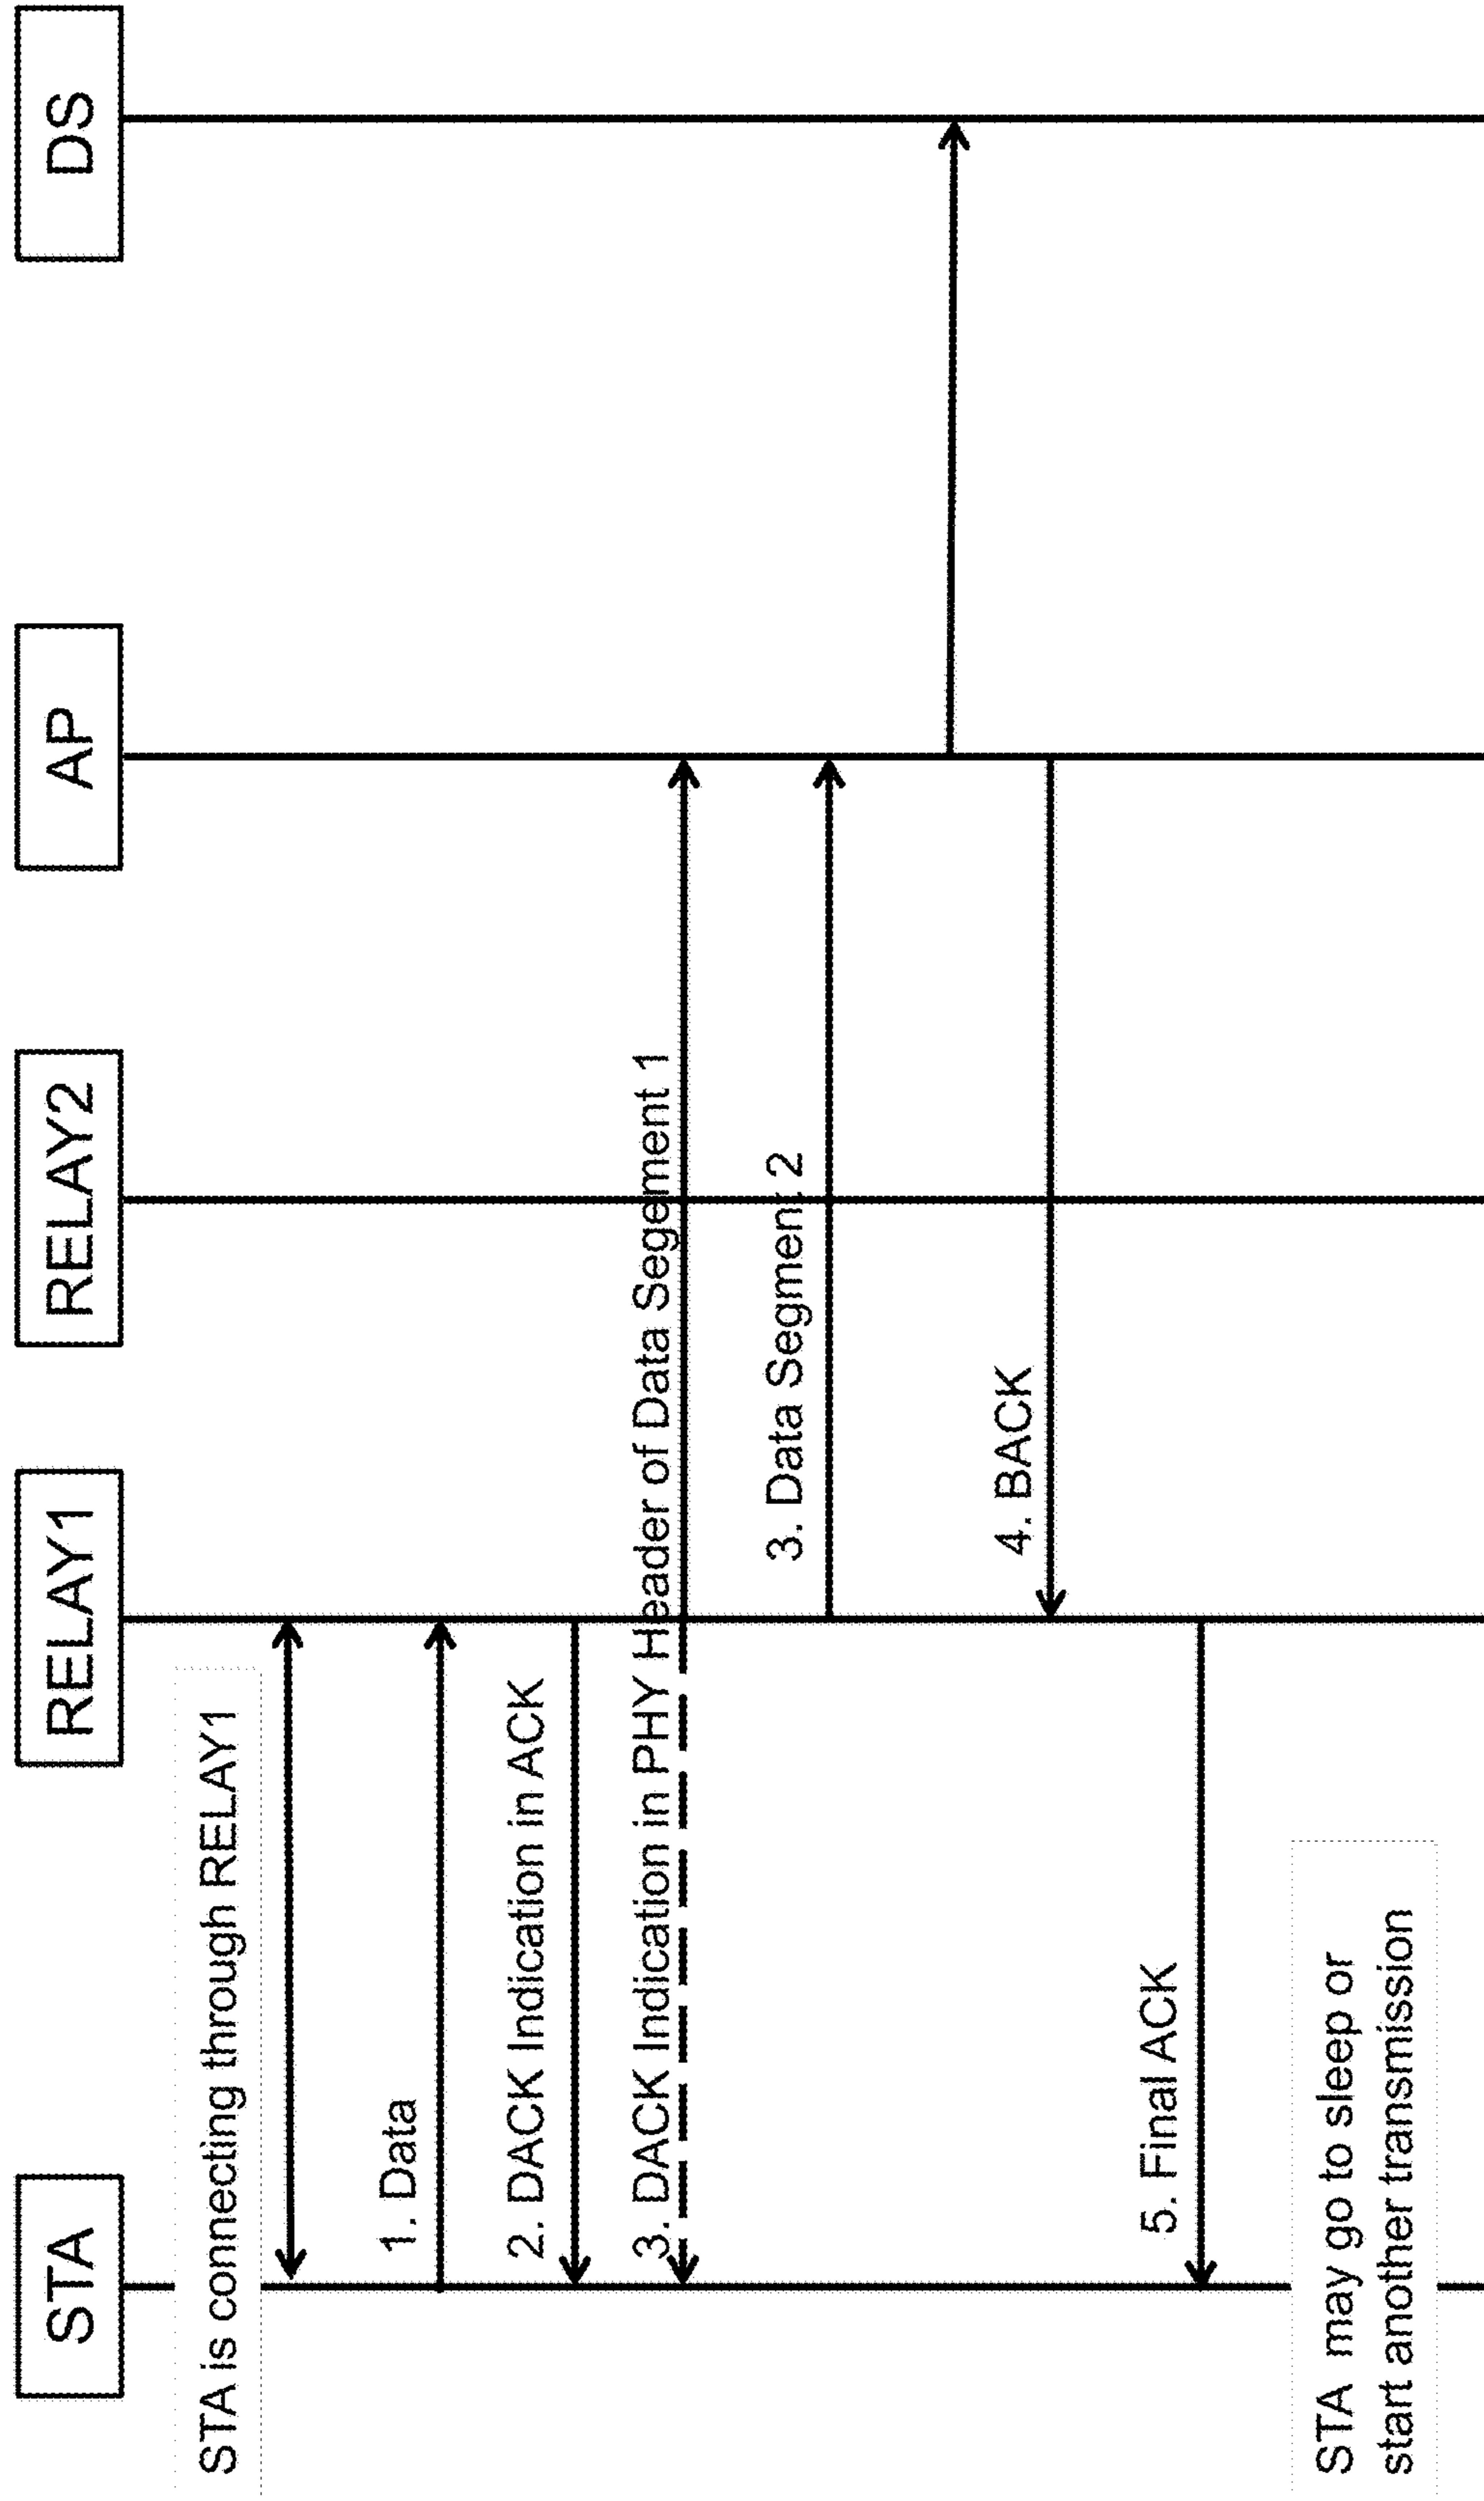 STA
RELAY1
RELAY2
AP
DS
STA is connecting through RELAY1
1. Data
2. DACK Indication in ACK
3. DACK Indication in PHY Header of Data Segement 1
3. Data Segment 2
4. BACK
5. Final ACK
STA may go to sleep or
start another transmission